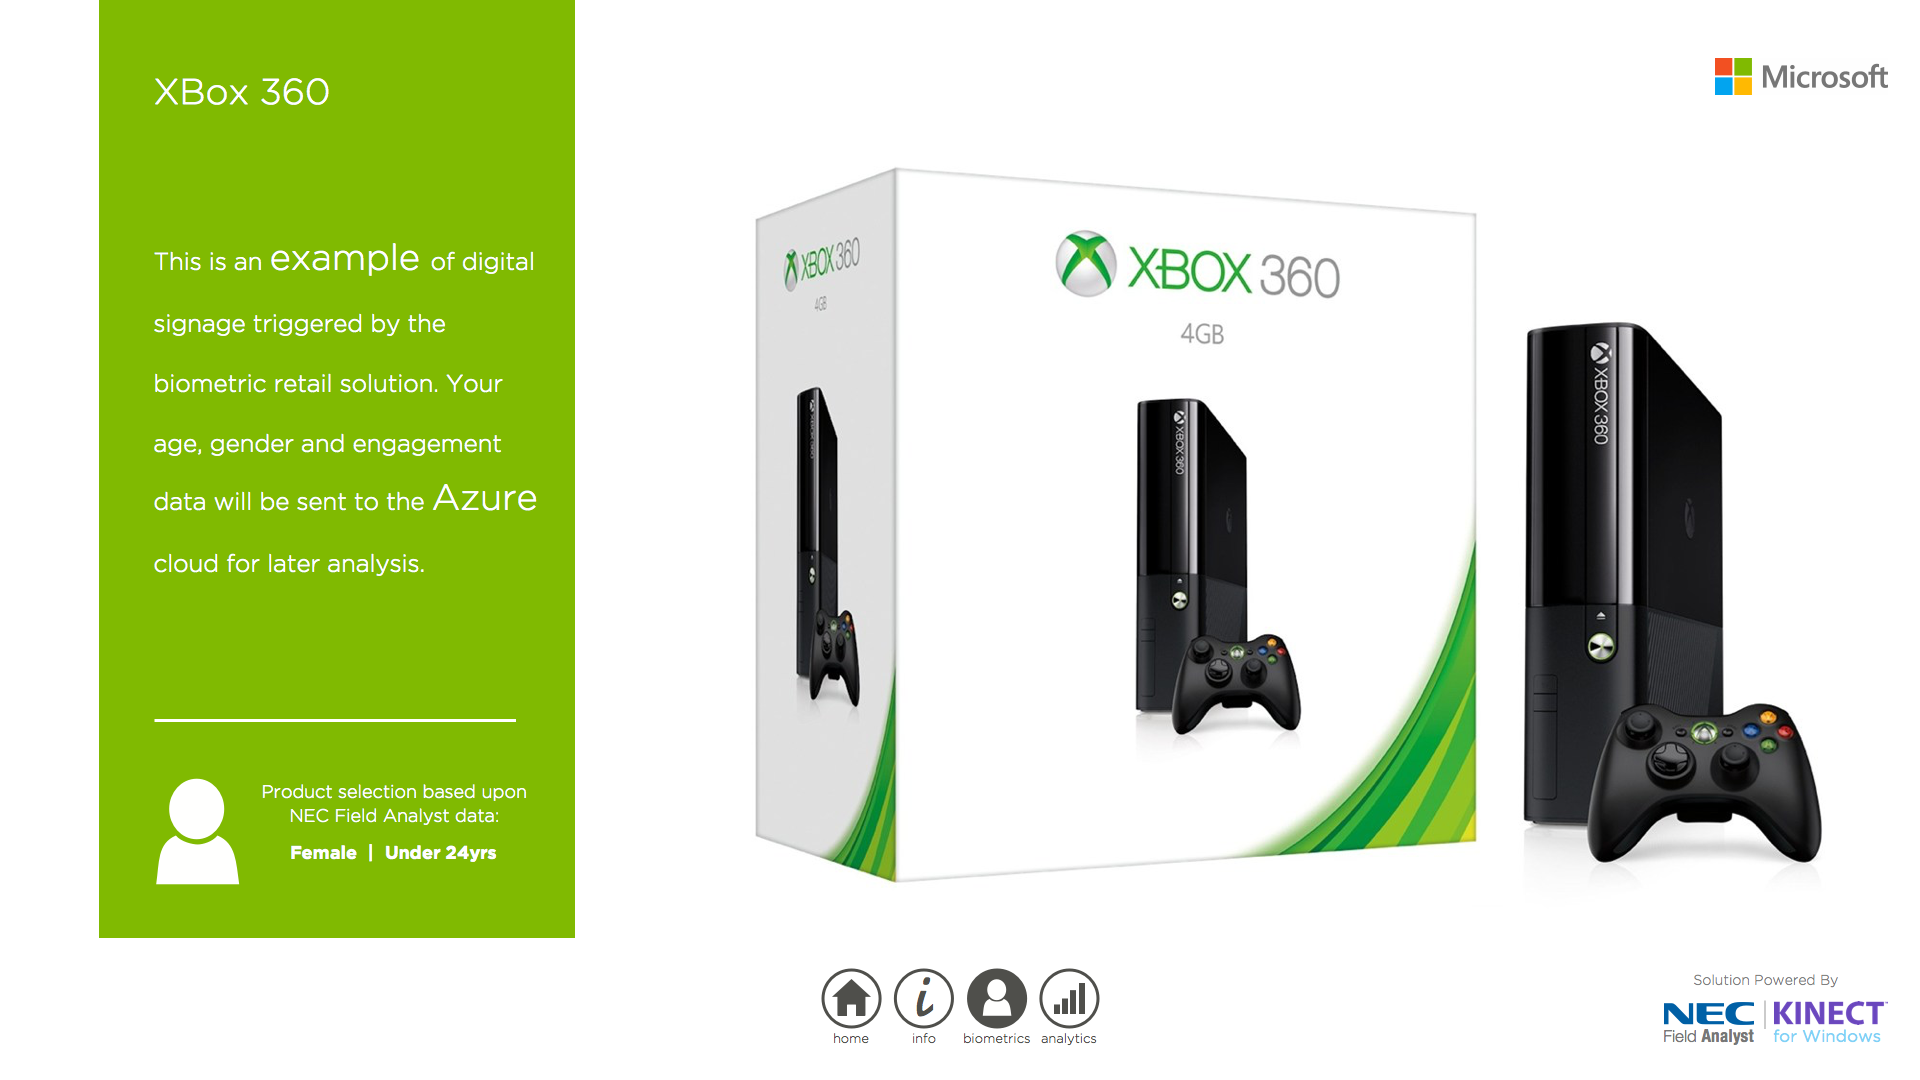 XBox 360
This is an example of digital
signage triggered by the
biometric retail solution. Your
age, gender and engagement
data will be sent to the Azure
cloud for later analysis.
Product selection based upon
NEC Field Analyst data:
Female | Under 24yrs
Microsoft
XBOX 360
4GB
XBOX 360
4GB
XBOX 360
XBOX 360
home
info
biometrics
analytics
Solution Powered By
NEC
Field Analyst
KINECT
for Windows